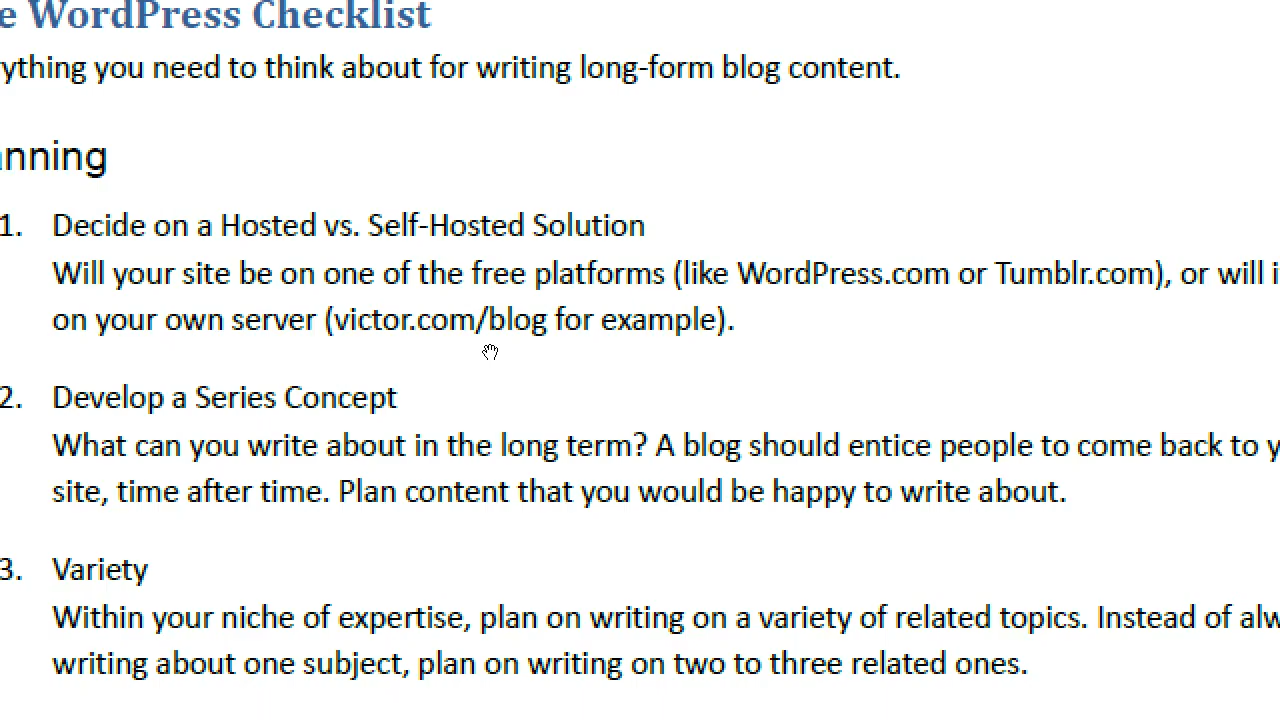 e WordPress Checklist
rything you need to think about for writing long-form blog content.
nning
1. Decide on a Hosted vs. Self-Hosted Solution
Will your site be on one of the free platforms (like WordPress.com or Tumblr.com), or will i
on your own server (victor.com/blog for example).
2. Develop a Series Concept
What can you write about in the long term? A blog should entice people to come back to y
site, time after time. Plan content that you would be happy to write about.
3. Variety
Within your niche of expertise, plan on writing on a variety of related topics. Instead of alw
writing about one subject, plan on writing on two to three related ones.